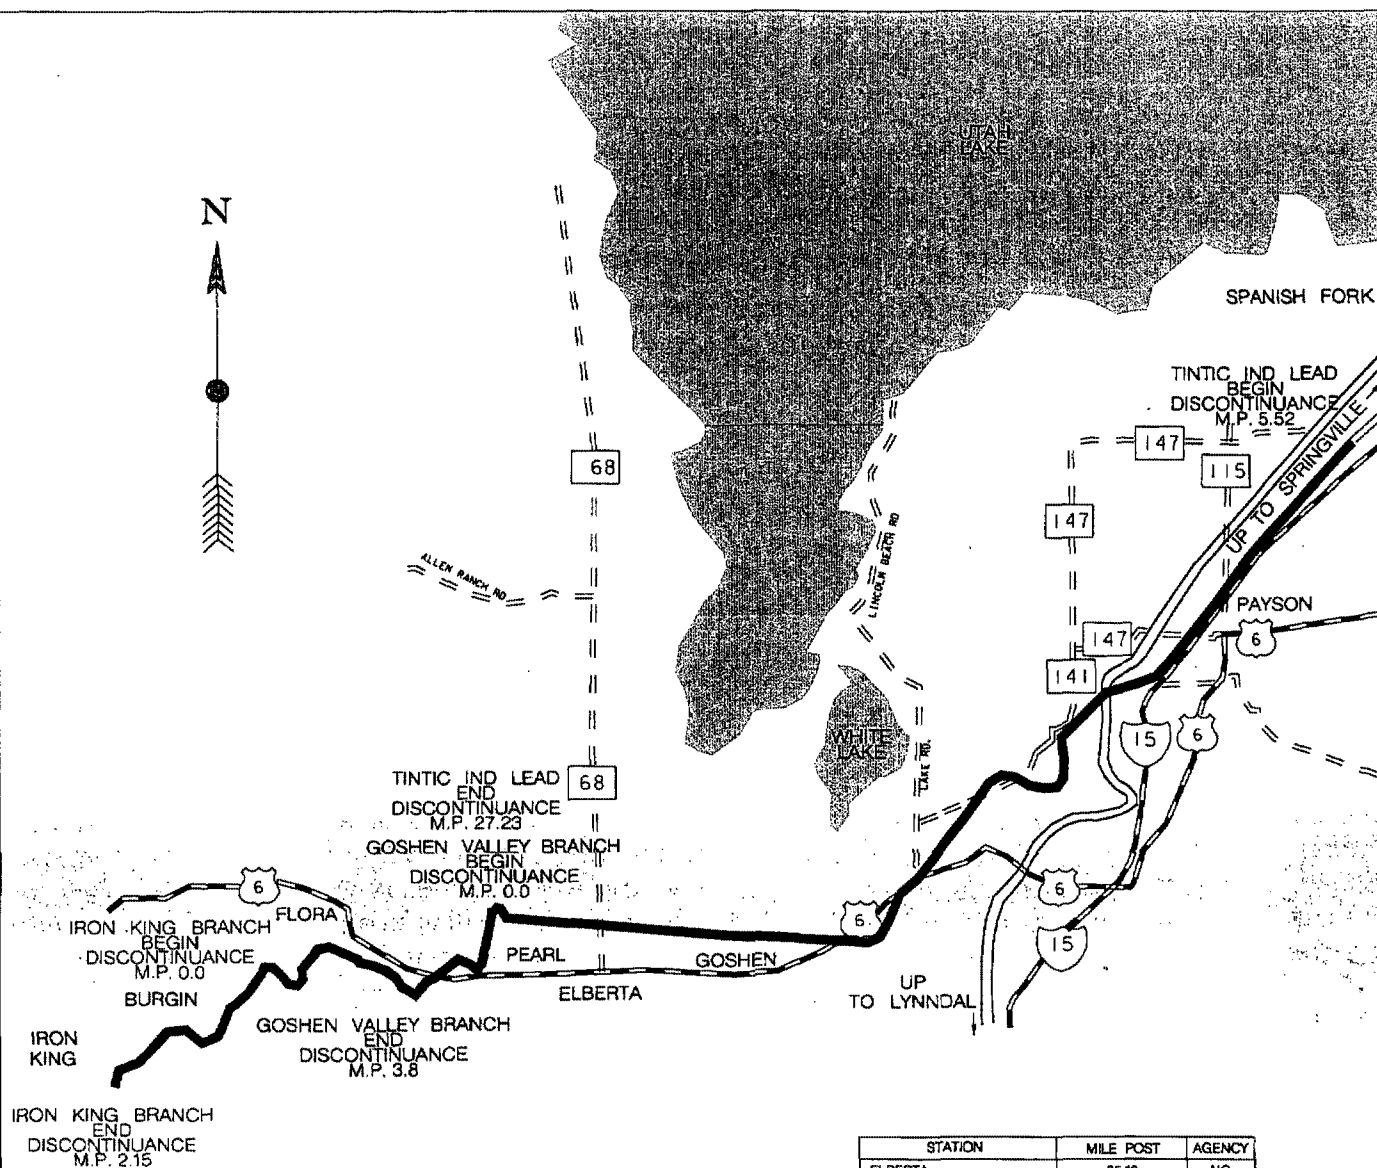 UTAH
LAKE
N
SPANISH FORK
TINTIC IND LEAD
BEGIN
DISCONTINUANCE
M.P. 5.52
147
115
68
UP TO SPRINGVILLE
147
LINCOLN BEACH RD
ALLEN RANCH RD
PAYSON
147
6
141
WHITE
LAKE
15
6
LAKE RD.
TINTIC IND LEAD
END
DISCONTINUANCE
M.P. 27.23
68
GOSHEN VALLEY BRANCH
BEGIN
DISCONTINUANCE
M.P. 0.0
6
6
FLORA
6
IRON KING BRANCH
BEGIN
DISCONTINUANCE
M.P. 0.0
15
PEARL
GOSHEN
BURGIN
ELBERTA
UP
TO LYNNDAL
GOSHEN VALLEY BRANCH
END
DISCONTINUANCE
M.P. 3.8
IRON
KING
IRON KING BRANCH
END
DISCONTINUANCE
M.P. 2.15
STATION MILE POST AGENCY
ELBERTA NO